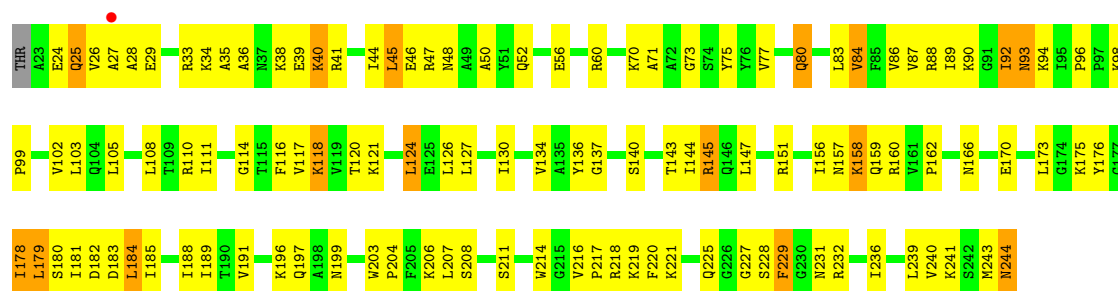 THR A23 E24 Q25 V26 A27 A28 E29 R33 K34 A35 A36 N37 K38 E39 K40 R41 I44 L45 E46 R47 N48 A49 A50 Y51 Q52 E56 R60 K70 A71 A72 G73 S74 Y75 Y76 V77 Q80 L83 V84 F85 V86 V87 R88 I89 K90 G91 I92 N93 K94 I95 P96 P97 K98
P99 V102 L103 Q104 L105 L108 T109 R110 I111 G114 T115 F116 V117 K118 V119 T120 K121 L124 E125 L126 L127 I130 V134 A135 Y136 G137 S140 T143 I144 R145 Q146 L147 R151 I156 N157 K158 Q159 R160 V161 P162 N166 E170 L173 G174 K175 Y176 G177
I178 L179 S180 I181 D182 D183 L184 I185 I188 I189 T190 V191 K196 Q197 A198 N199 W203 P204 F205 K206 L207 S208 S211 W214 G215 V216 P217 R218 K219 F220 K221 Q225 G226 G227 S228 F229 G230 N231 R232 I236 L239 V240 K241 S242 M243 N244